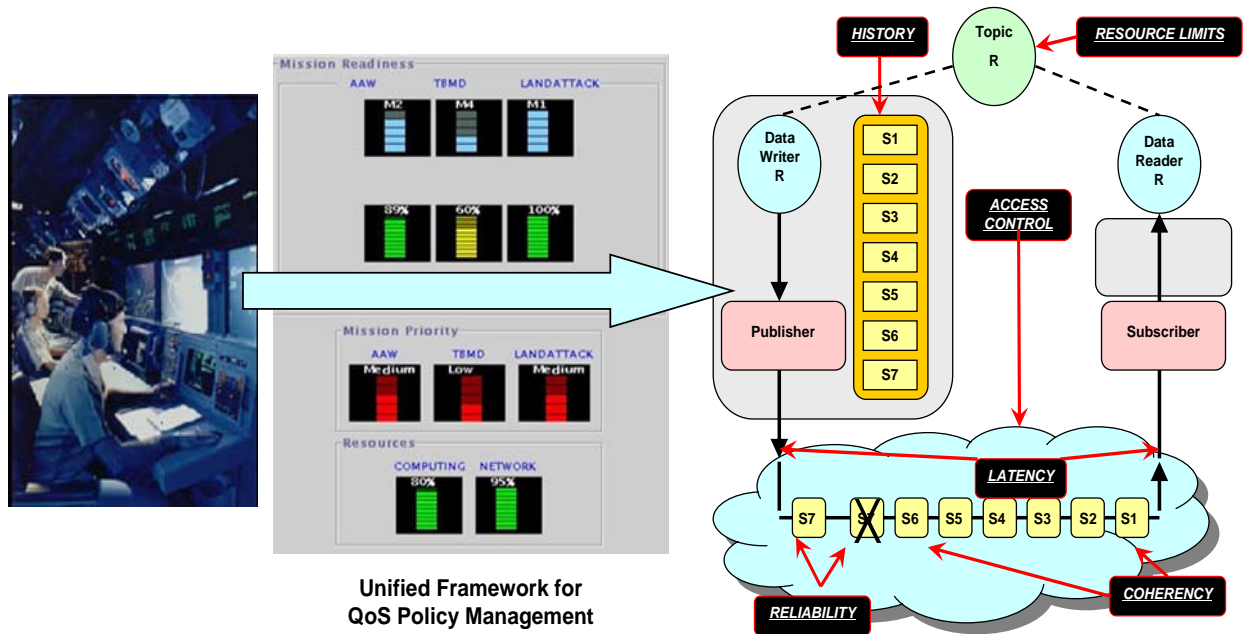 Mission Readiness
AAW TBMD LANDATTACK
M2 M4 M1
89% 60% 100%
Mission Priority
AAW TBMD LANDATTACK
Medium Low Medium
Resources
COMPUTING NETWORK
80% 95%
Unified Framework for
QoS Policy Management
HISTORY
Topic
R
RESOURCE LIMITS
Data
Writer
R
S1
S2
S3
S4
S5
S6
S7
Data
Reader
R
ACCESS
CONTROL
Publisher
Subscriber
LATENCY
S7 S7 S6 S5 S4 S3 S2 S1
RELIABILITY
COHERENCY